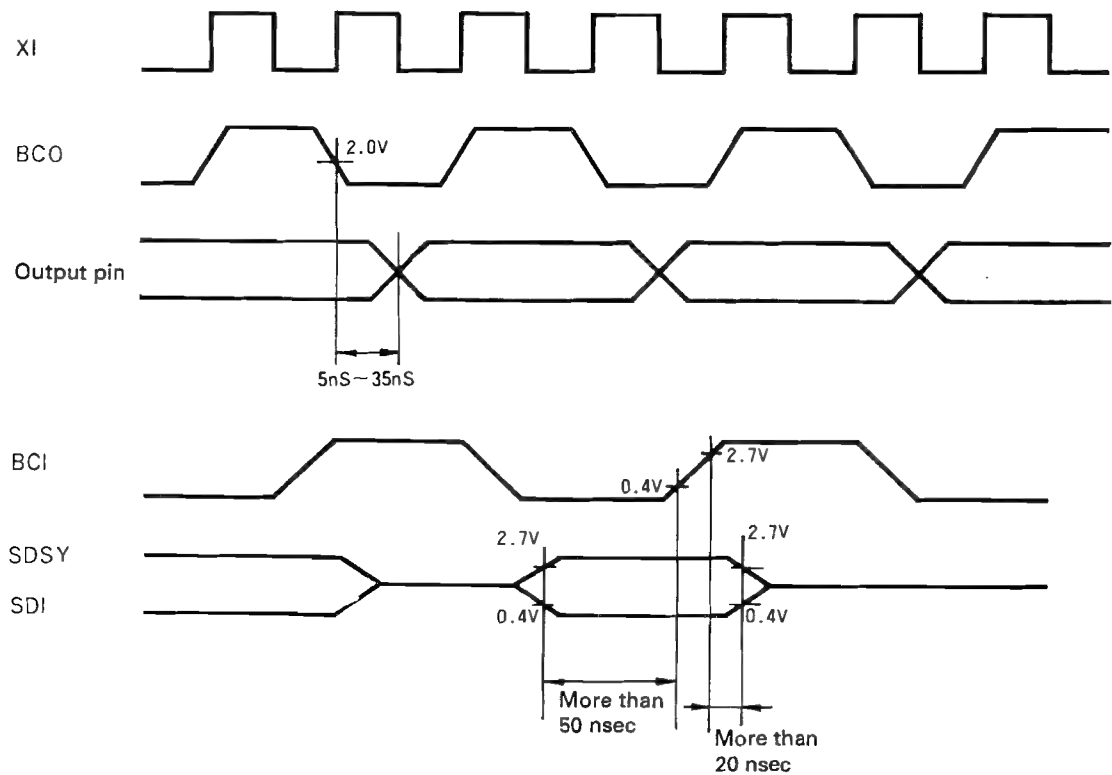 XI
BCO
2.0V
Output pin
5nS~35nS
BCI
2.7V
0.4V
SDSY
2.7V
2.7V
SDI
0.4V
0.4V
More than
50 nsec
More than
20 nsec